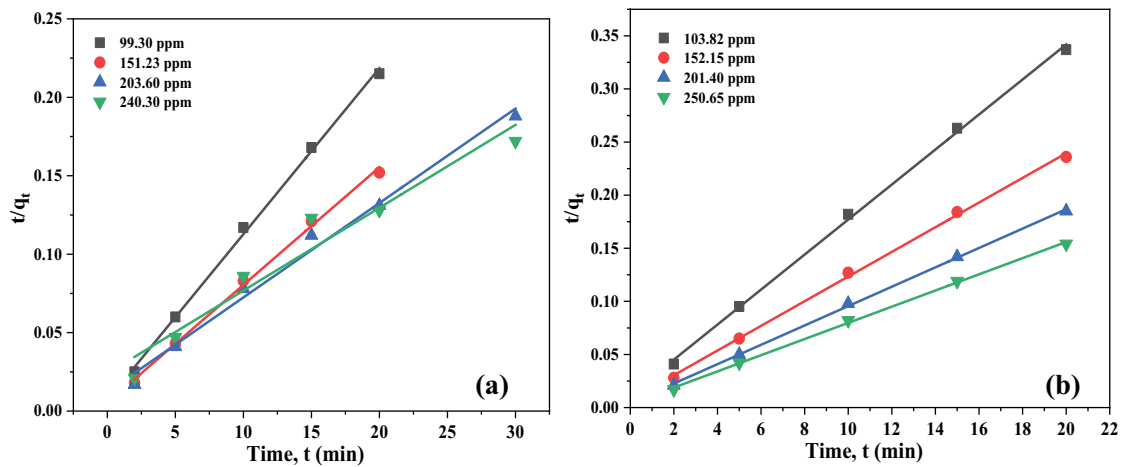 (a)
99.30 ppm
151.23 ppm
203.60 ppm
240.30 ppm
t/qt
0.25
0.20
0.15
0.10
0.05
0.00
0 5 10 15 20 25 30
Time, t (min)
(b)
103.82 ppm
152.15 ppm
201.40 ppm
250.65 ppm
t/qt
0.35
0.30
0.25
0.20
0.15
0.10
0.05
0.00
0 2 4 6 8 10 12 14 16 18 20 22
Time, t (min)